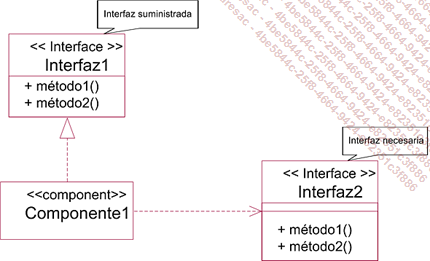 Interfaz suministrada
<< Interface >>
Interfaz1
+ método1()
+ método2()
<<component>>
Componente1
Interfaz necesaria
<< Interface >>
Interfaz2
+ método1()
+ método2()